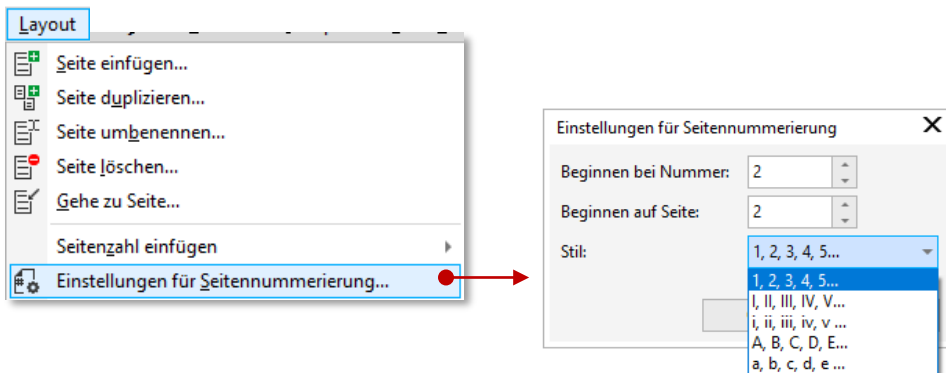 Layout
Seite einfügen...
Seite duplizieren...
Seite umbenennen...
Seite löschen...
Gehe zu Seite...
Seitenzahl einfügen
Einstellungen für Seitennummerierung...
Einstellungen für Seitennummerierung
Beginnen bei Nummer: 2
Beginnen auf Seite: 2
Stil: 1, 2, 3, 4, 5...
1, 2, 3, 4, 5...
I, II, III, IV, V...
i, ii, iii, iv, v ...
A, B, C, D, E...
a, b, c, d, e ...